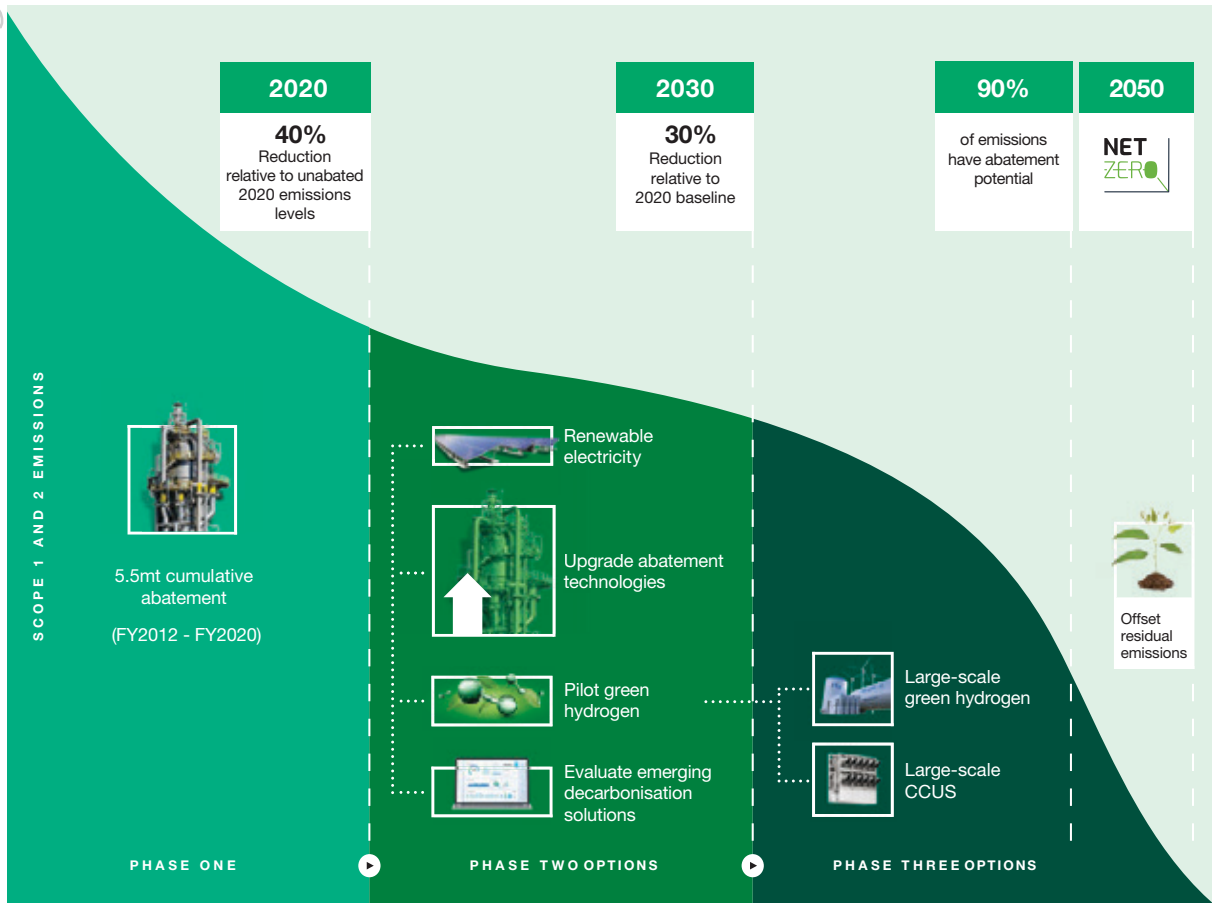 2020
40%
Reduction
relative to unabated
2020 emissions
levels
2030
30%
Reduction
relative to
2020 baseline
90%
of emissions
have abatement
potential
2050
NET
ZERO
SCOPE 1 AND 2 EMISSIONS
5.5mt cumulative
abatement
(FY2012 - FY2020)
Renewable
electricity
Upgrade abatement
technologies
Pilot green
hydrogen
Evaluate emerging
decarbonisation
solutions
Large-scale
green hydrogen
Large-scale
CCUS
Offset
residual
emissions
PHASE ONE
PHASE TWO OPTIONS
PHASE THREE OPTIONS